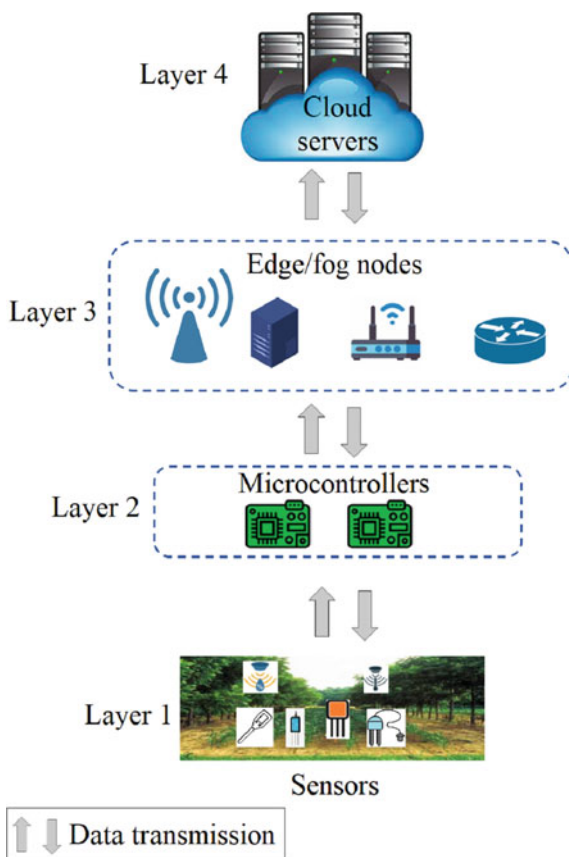 Layer 4
Cloud
servers
Edge/fog nodes
Layer 3
Microcontrollers
Layer 2
Layer 1
Sensors
Data transmission